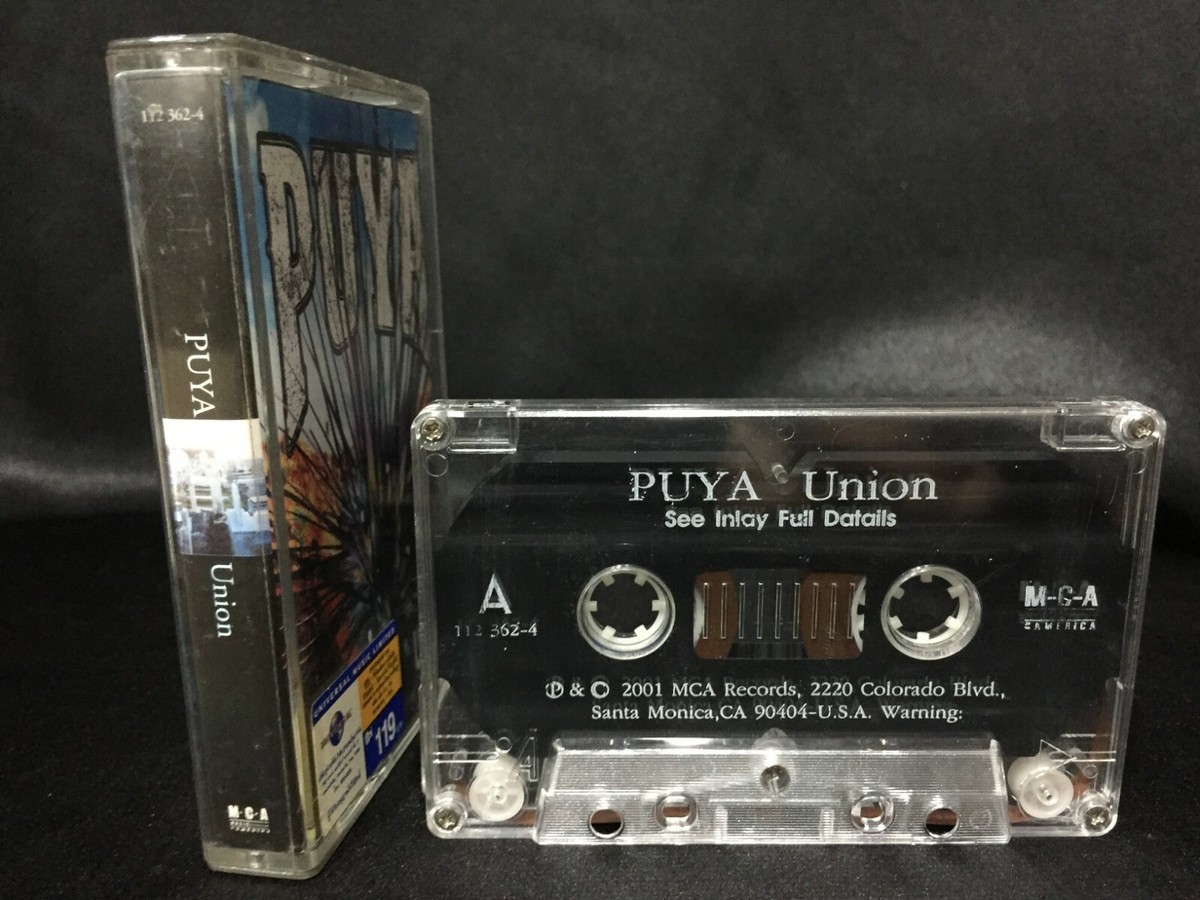 112 362-4
PUYA
Union
M·C·A
PUYA
UNIVERSAL MUSIC LIMITED
119
PUYA Union
See Inlay Full Datails
A
112 362-4
M·C·A
AMERICA
℗ & © 2001 MCA Records, 2220 Colorado Blvd.,
Santa Monica,CA 90404-U.S.A. Warning:
A